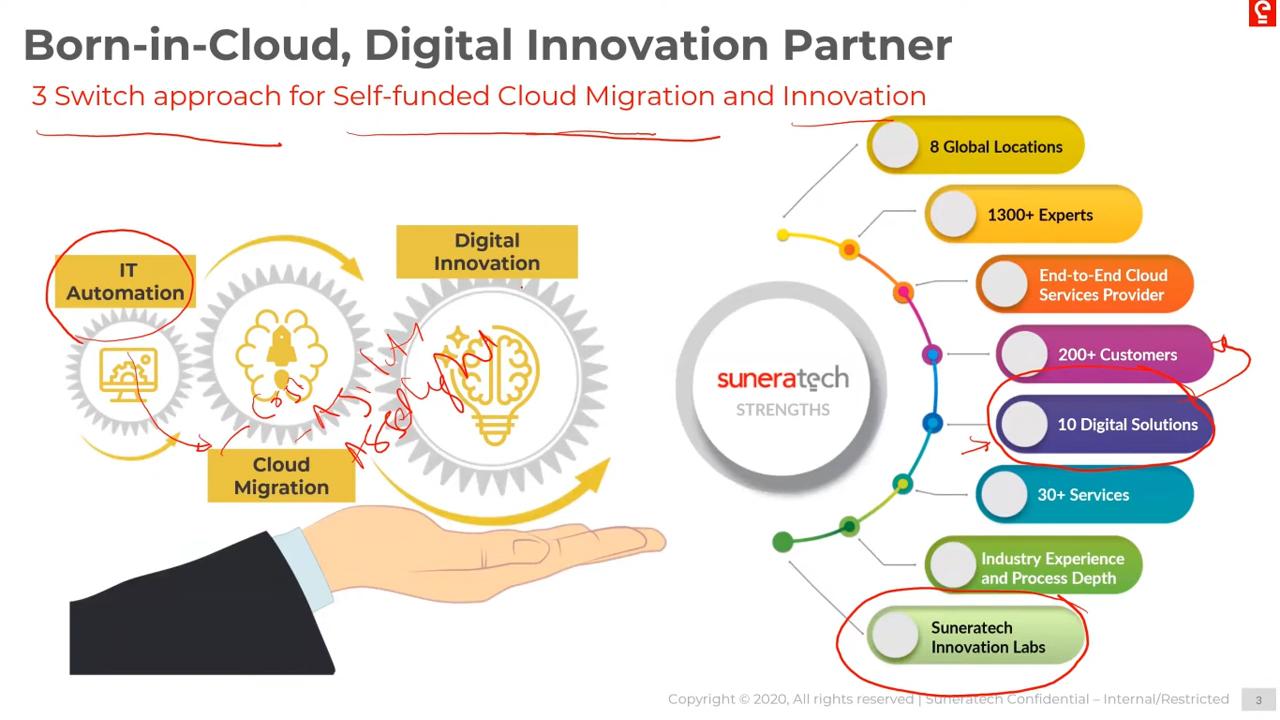 Born-in-Cloud, Digital Innovation Partner
3 Switch approach for Self-funded Cloud Migration and Innovation
IT
Automation
Digital
Innovation
Cloud
Migration
suneratech
STRENGTHS
8 Global Locations
1300+ Experts
End-to-End Cloud
Services Provider
200+ Customers
10 Digital Solutions
30+ Services
Industry Experience
and Process Depth
Suneratech
Innovation Labs
Copyright © 2020, All rights reserved | Suneratech Confidential – Internal/Restricted
3